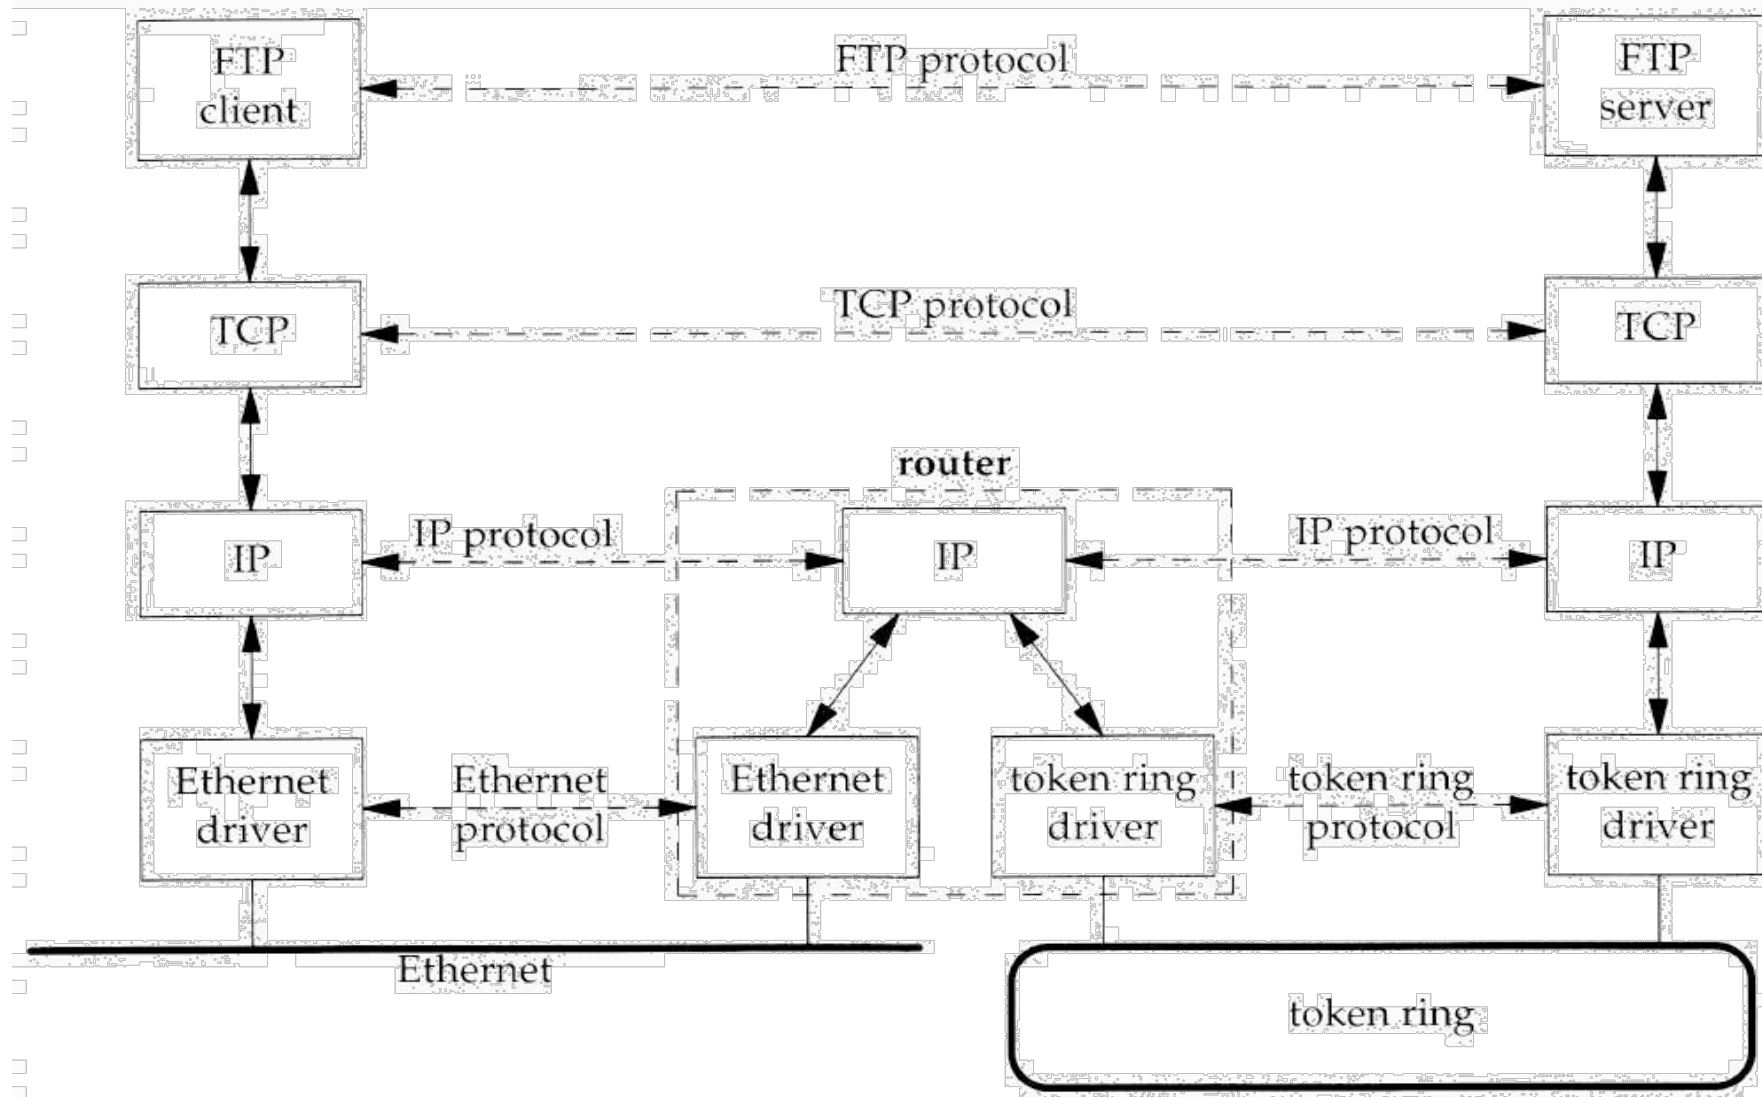 FTP
client
FTP protocol
FTP
server
TCP
TCP protocol
TCP
router
IP
IP protocol
IP
IP protocol
IP
Ethernet
driver
Ethernet
protocol
Ethernet
driver
token ring
driver
token ring
protocol
token ring
driver
Ethernet
token ring